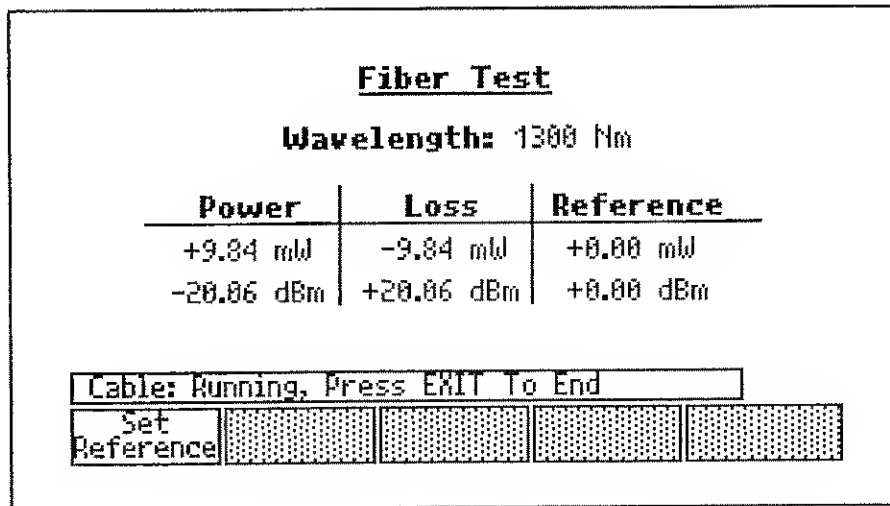 Fiber Test
Wavelength: 1300 Nm
Power Loss Reference
+9.84 mW -9.84 mW +0.00 mW
-20.06 dBm +20.06 dBm +0.00 dBm
Cable: Running, Press EXIT To End
Set
Reference